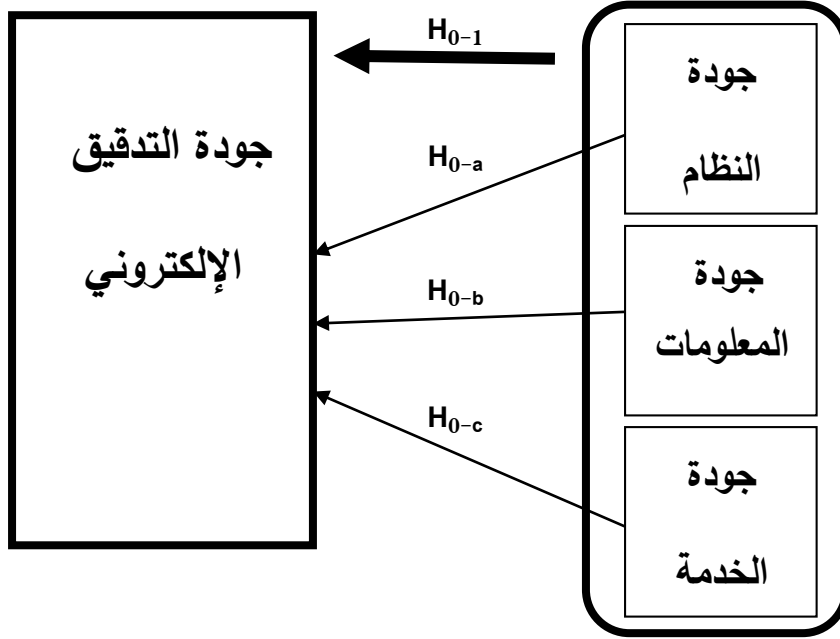 جودة
النظام
جودة
المعلومات
جودة
الخدمة
H0-1
H0-a
H0-b
H0-c
جودة التدقيق
الإلكتروني